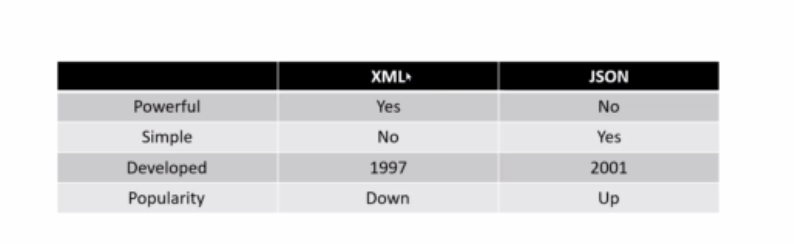 XML JSON
Powerful Yes No
Simple No Yes
Developed 1997 2001
Popularity Down Up